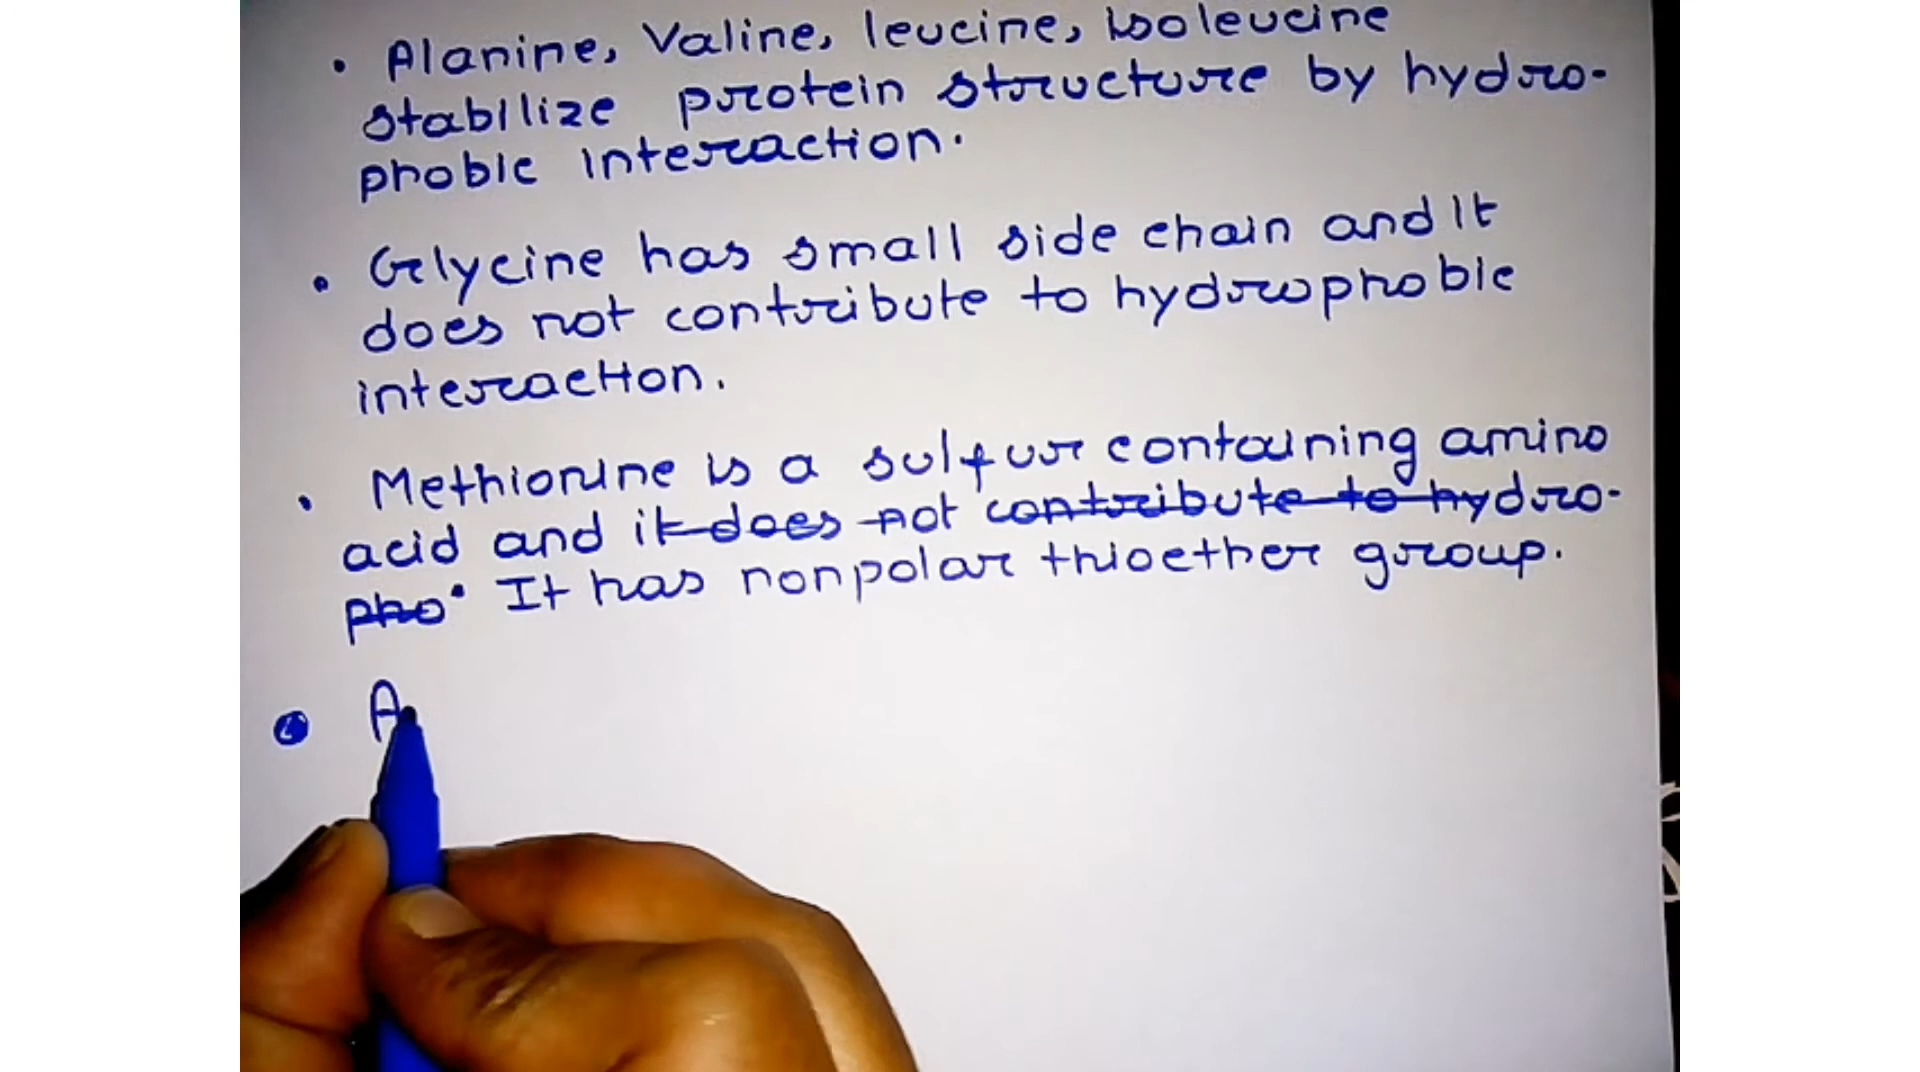 • Alanine, Valine, leucine, isoleucine
stabilize protein structure by hydro-
phobic interaction.
• Glycine has small side chain and it
does not contribute to hydrophobic
interaction.
• Methionine is a sulfur containing amino
acid and it does not contribute to hydro-
pho. It has nonpolar thioether group.
• A